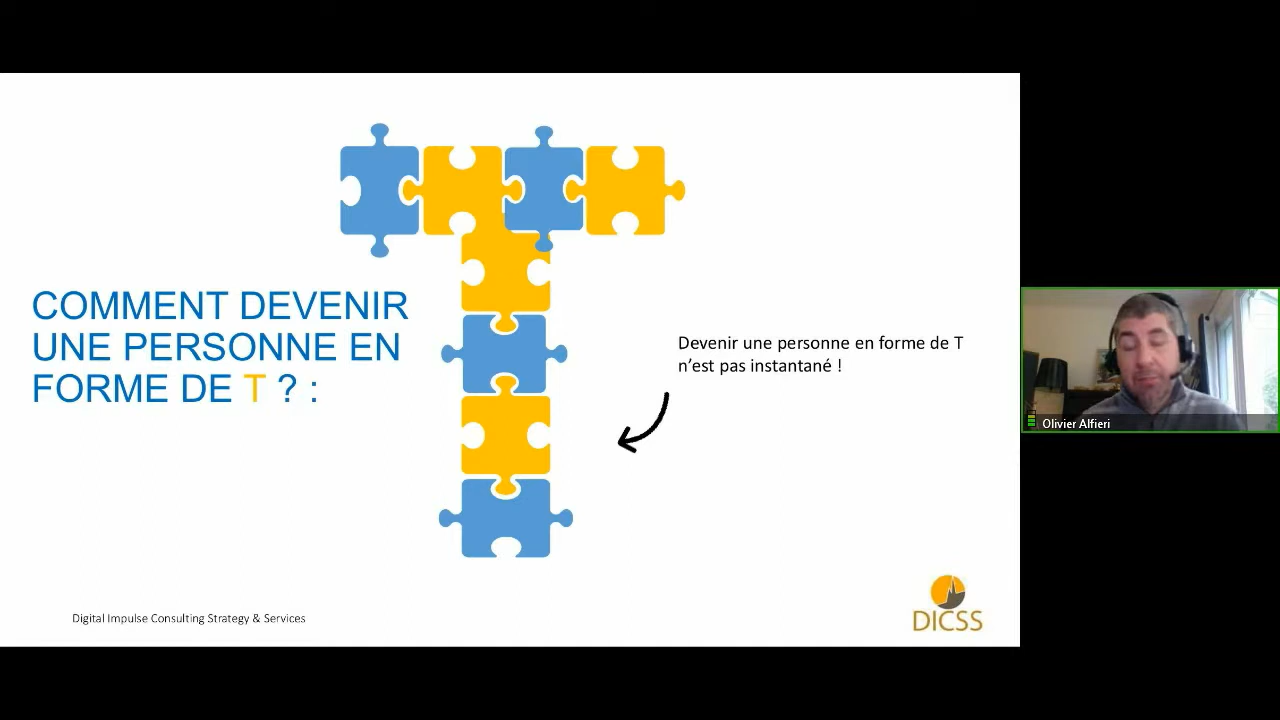 COMMENT DEVENIR
UNE PERSONNE EN
FORME DE T ? :
Devenir une personne en forme de T
n’est pas instantané !
Olivier Alfieri
Digital Impulse Consulting Strategy & Services
DICSS